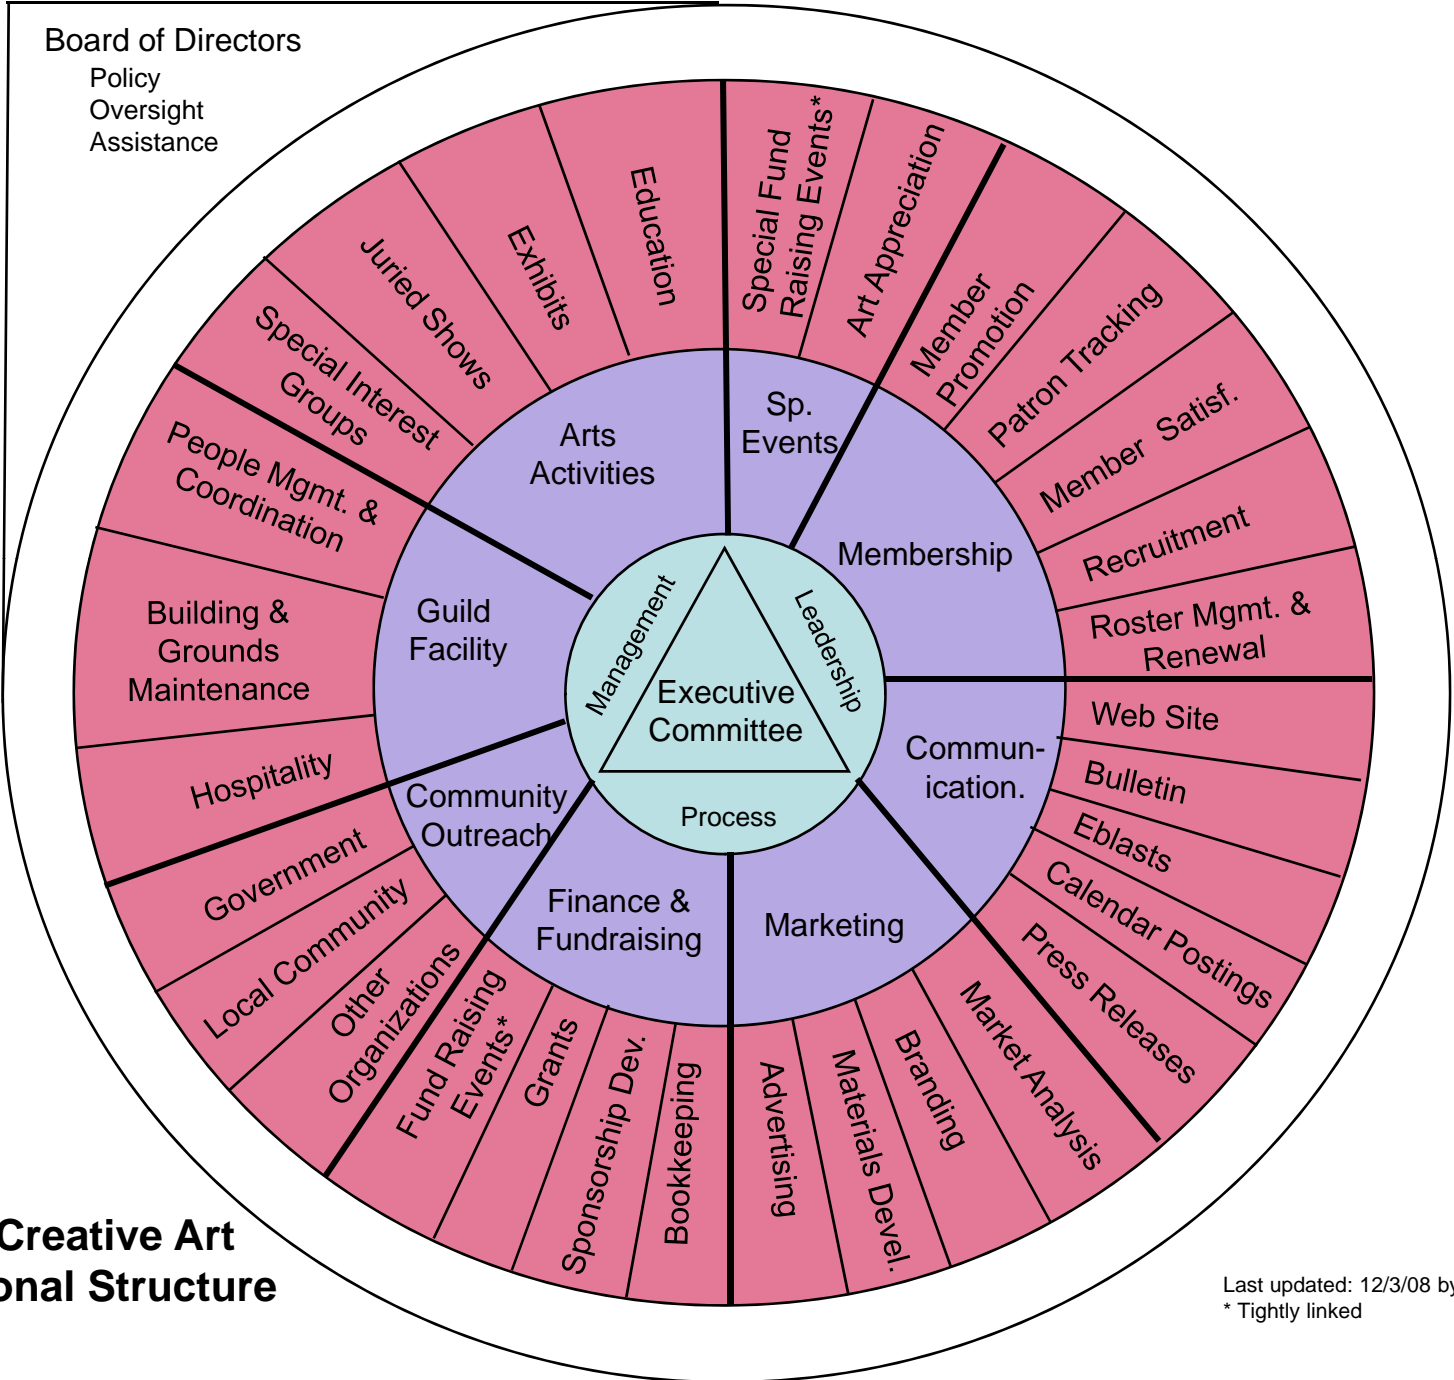 Board of Directors
Policy
Oversight
Assistance
Special Fund
Raising Events*
Art Appreciation
Member
Promotion
Patron Tracking
Member Satisf.
Recruitment
Roster Mgmt. &
Renewal
Web Site
Bulletin
Eblasts
Calendar Postings
Press Releases
Market Analysis
Branding
Materials Devel.
Advertising
Bookkeeping
Sponsorship Dev.
Grants
Fund Raising
Events*
Other
Organizations
Local Community
Government
Hospitality
Building &
Grounds
Maintenance
People Mgmt. &
Coordination
Special Interest
Groups
Juried Shows
Exhibits
Education
Sp.
Events
Membership
Commun-
ication.
Marketing
Finance &
Fundraising
Community
Outreach
Guild
Facility
Arts
Activities
Management
Leadership
Process
Executive
Committee
Creative Art
onal Structure
Last updated: 12/3/08 by
* Tightly linked